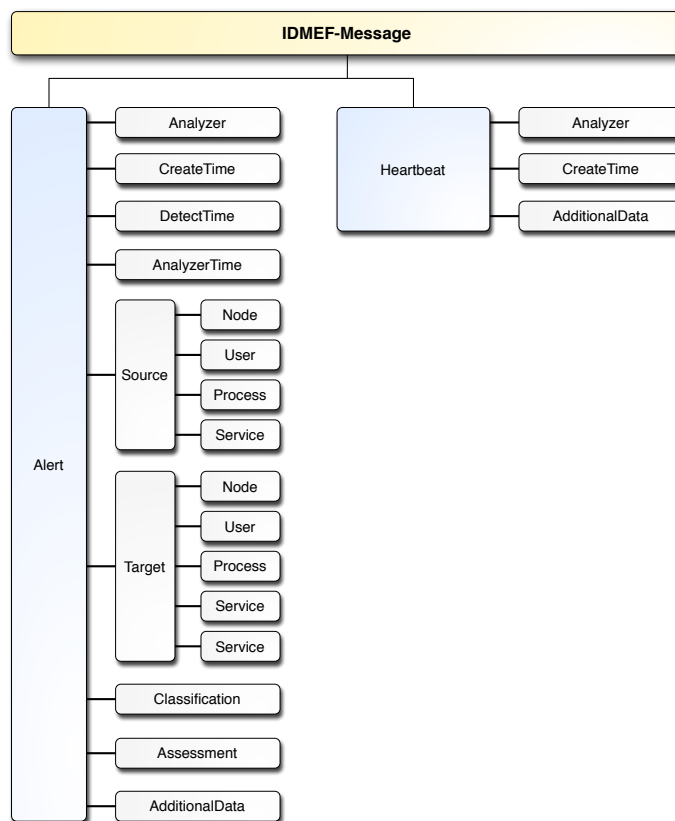 IDMEF-Message
Alert
Analyzer
CreateTime
DetectTime
AnalyzerTime
Source
Node
User
Process
Service
Target
Node
User
Process
Service
Service
Classification
Assessment
AdditionalData
Heartbeat
Analyzer
CreateTime
AdditionalData